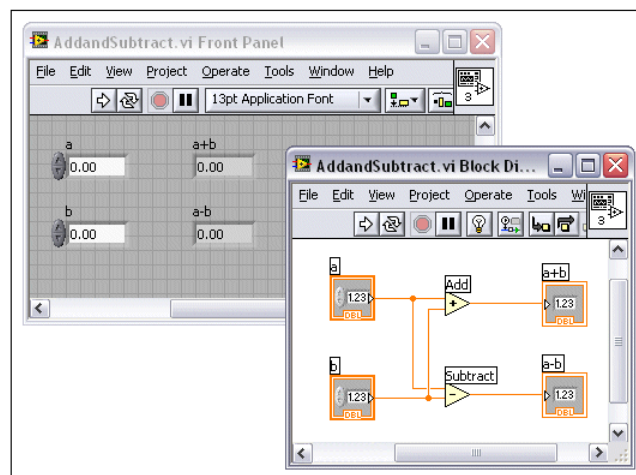 AddandSubtract.vi Front Panel
File Edit View Project Operate Tools Window Help
13pt Application Font
3
a
0.00
a+b
0.00
b
0.00
a-b
0.00
AddandSubtract.vi Block Di...
File Edit View Project Operate Tools Wi
3
a
1.23
DBL
Add
+
a+b
1.23
DBL
b
1.23
DBL
Subtract
-
a-b
1.23
DBL